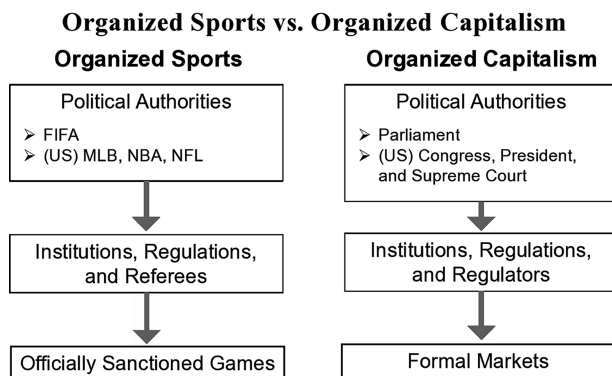 Organized Sports vs. Organized Capitalism
Organized Sports
Political Authorities
➢ FIFA
➢ (US) MLB, NBA, NFL
Institutions, Regulations,
and Referees
Officially Sanctioned Games
Organized Capitalism
Political Authorities
➢ Parliament
➢ (US) Congress, President,
and Supreme Court
Institutions, Regulations,
and Regulators
Formal Markets